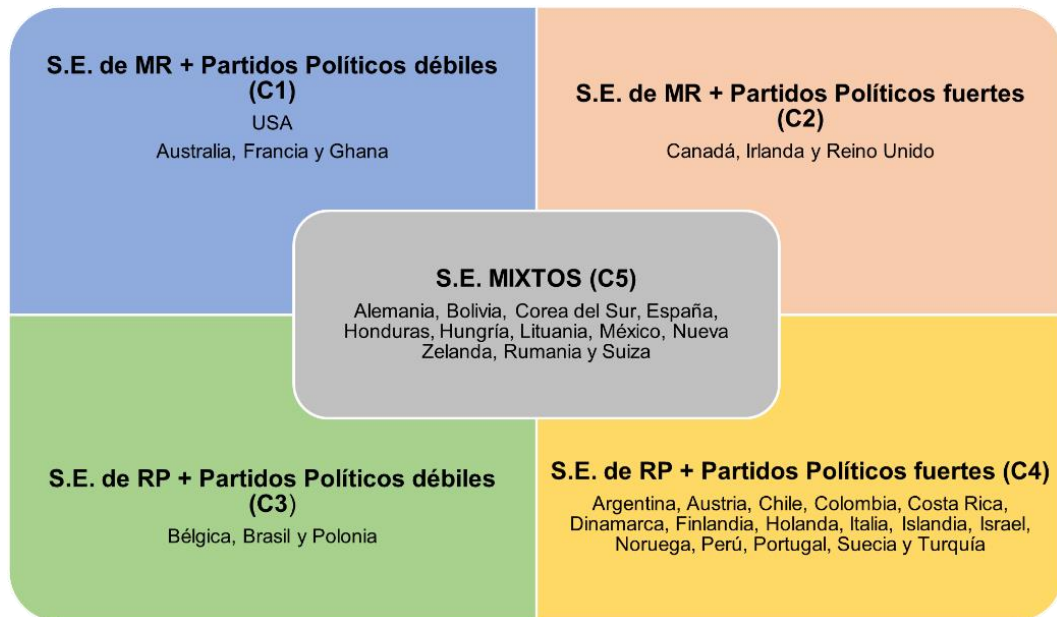 S.E. de MR + Partidos Políticos débiles
(C1)
USA
Australia, Francia y Ghana
S.E. de MR + Partidos Políticos fuertes
(C2)
Canadá, Irlanda y Reino Unido
S.E. MIXTOS (C5)
Alemania, Bolivia, Corea del Sur, España,
Honduras, Hungría, Lituania, México, Nueva
Zelanda, Rumania y Suiza
S.E. de RP + Partidos Políticos débiles
(C3)
Bélgica, Brasil y Polonia
S.E. de RP + Partidos Políticos fuertes (C4)
Argentina, Austria, Chile, Colombia, Costa Rica,
Dinamarca, Finlandia, Holanda, Italia, Islandia, Israel,
Noruega, Perú, Portugal, Suecia y Turquía